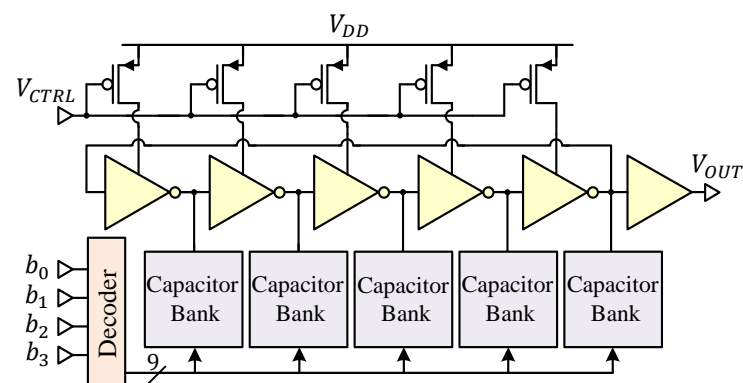 V_DD
V_CTRL
V_OUT
b_0
b_1
b_2
b_3
Decoder
9
Capacitor
Bank
Capacitor
Bank
Capacitor
Bank
Capacitor
Bank
Capacitor
Bank